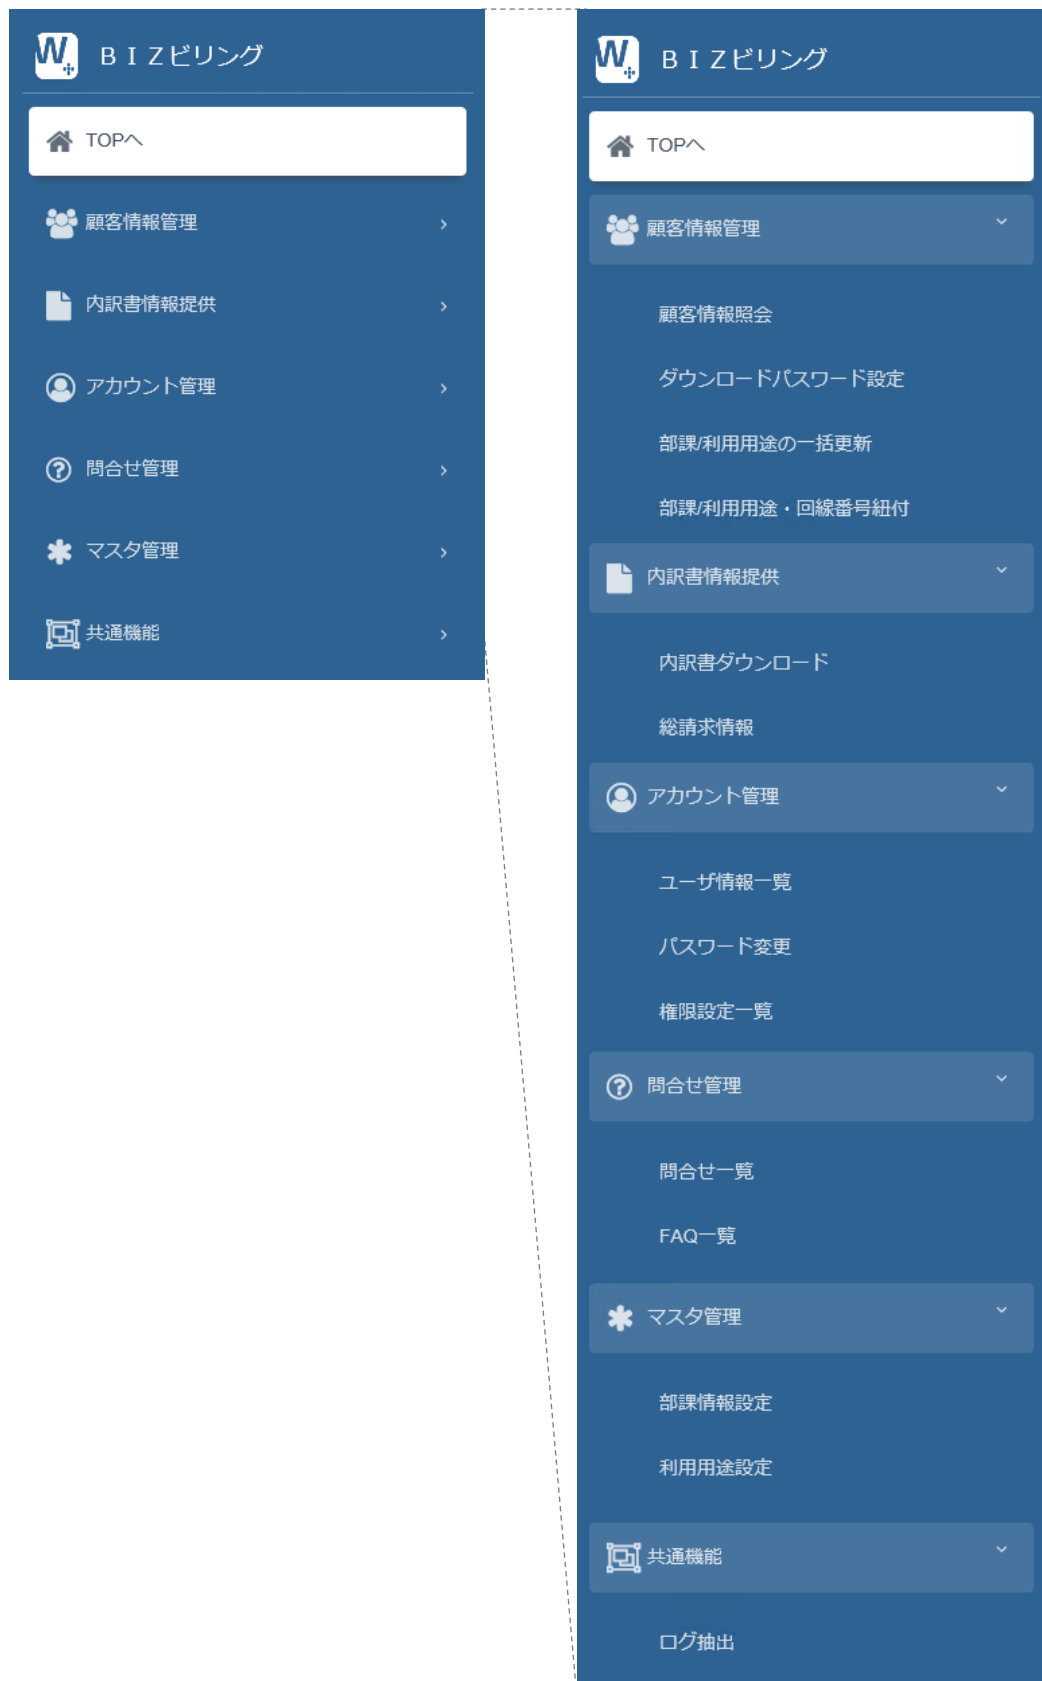 W
ＢＩＺビリング
TOPへ
顧客情報管理
内訳書情報提供
アカウント管理
問合せ管理
マスタ管理
共通機能
W
ＢＩＺビリング
TOPへ
顧客情報管理
顧客情報照会
ダウンロードパスワード設定
部課/利用用途の一括更新
部課/利用用途・回線番号紐付
内訳書情報提供
内訳書ダウンロード
総請求情報
アカウント管理
ユーザ情報一覧
パスワード変更
権限設定一覧
問合せ管理
問合せ一覧
FAQ一覧
マスタ管理
部課情報設定
利用用途設定
共通機能
ログ抽出